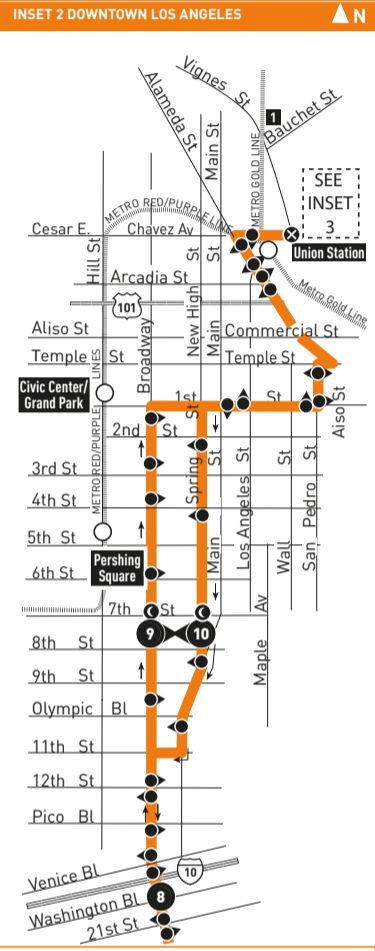 INSET 2 DOWNTOWN LOS ANGELES
N
Vignes St
Alameda St
Main St
Bauchet St
1
METRO GOLD LINE
SEE
INSET
3
METRO RED/PURPLE LINE
Cesar E. Chavez Av
Union Station
Hill St
Arcadia St
Metro Gold Line
101
New High St
Main St
Broadway
Aliso St
Commercial St
Temple St
Temple St
Civic Center/
Grand Park
METRO RED/PURPLE LINES
1st St
Aiso St
2nd St
Spring St
Main St
Los Angeles St
Wall St
San Pedro St
3rd St
4th St
5th St
Pershing
Square
6th St
7th St
Maple Av
9
10
8th St
9th St
Olympic Bl
11th St
12th St
Pico Bl
Venice Bl
10
Washington Bl
8
21st St